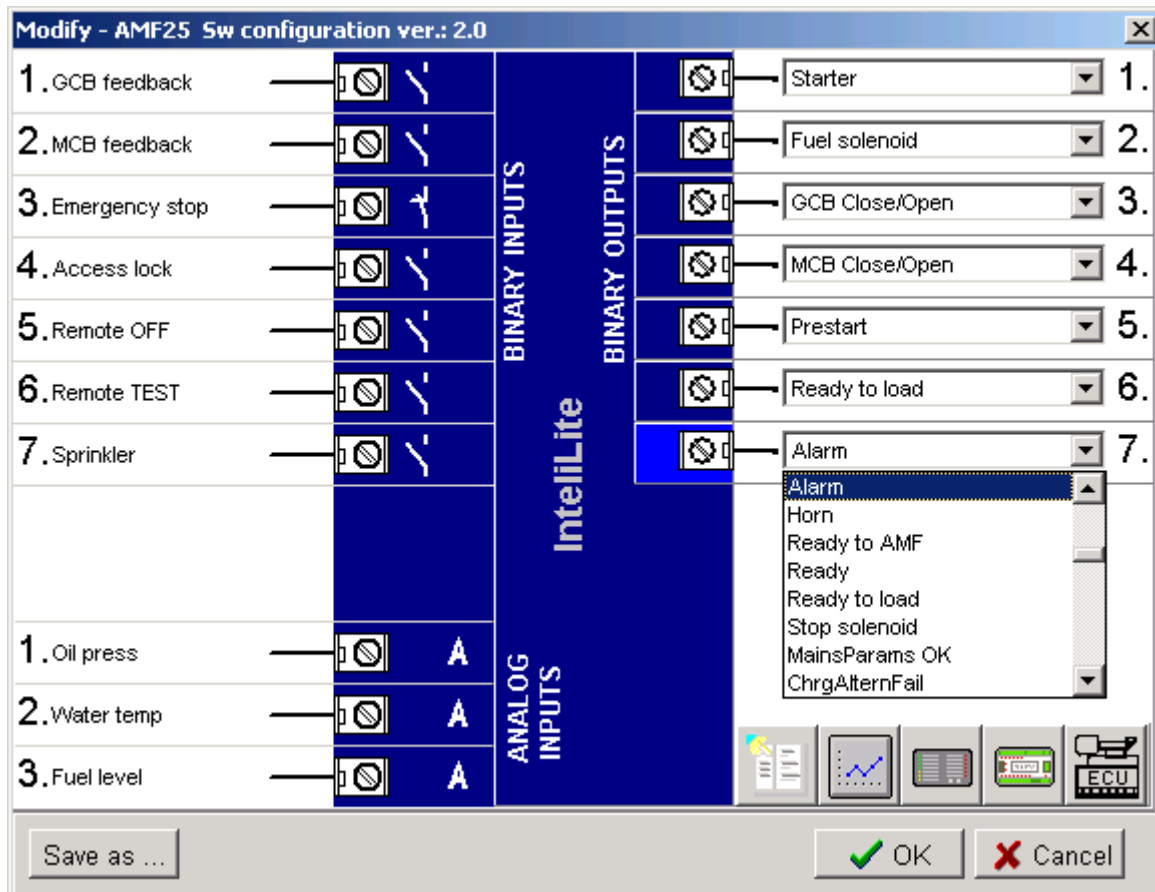 Modify - AMF25 Sw configuration ver.: 2.0
1. GCB feedback
2. MCB feedback
3. Emergency stop
4. Access lock
5. Remote OFF
6. Remote TEST
7. Sprinkler
1. Oil press
2. Water temp
3. Fuel level
A
A
A
BINARY INPUTS
ANALOG
INPUTS
InteliLite
BINARY OUTPUTS
Starter 1.
Fuel solenoid 2.
GCB Close/Open 3.
MCB Close/Open 4.
Prestart 5.
Ready to load 6.
Alarm 7.
Alarm
Horn
Ready to AMF
Ready
Ready to load
Stop solenoid
MainsParams OK
ChrgAlternFail
ECU
Save as ...
OK
Cancel